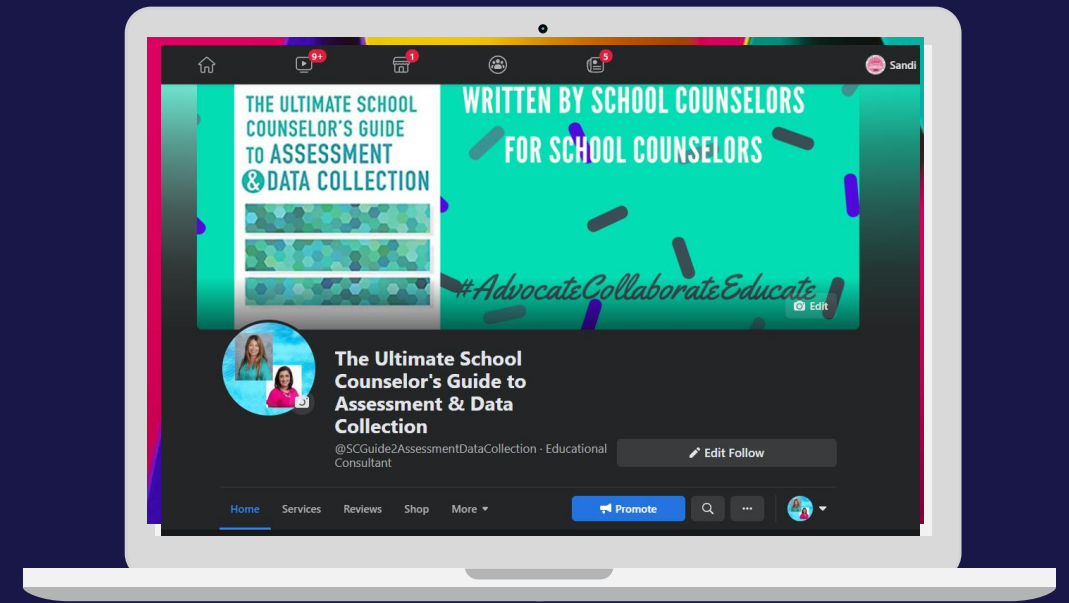 9+
1
5
Sandi
THE ULTIMATE SCHOOL
COUNSELOR'S GUIDE
TO ASSESSMENT
& DATA COLLECTION
WRITTEN BY SCHOOL COUNSELORS
FOR SCHOOL COUNSELORS
#AdvocateCollaborateEducate
Edit
The Ultimate School
Counselor's Guide to
Assessment & Data
Collection
@SCGuide2AssessmentDataCollection · Educational
Consultant
Edit Follow
Home Services Reviews Shop More
Promote